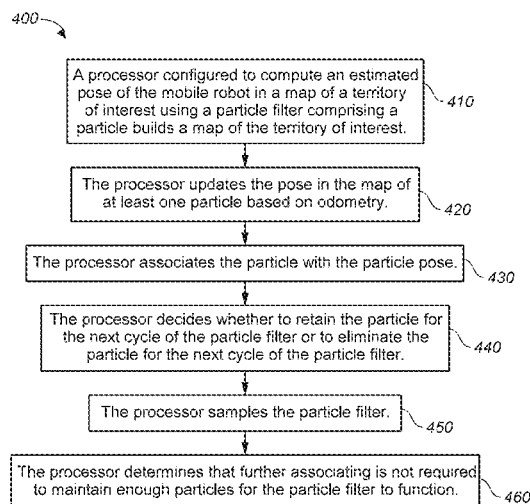 400
A processor configured to compute an estimated
pose of the mobile robot in a map of a territory
of interest using a particle filter comprising a
particle builds a map of the territory of interest.
410
The processor updates the pose in the map of
at least one particle based on odometry.
420
The processor associates the particle with the particle pose.
430
The processor decides whether to retain the particle for
the next cycle of the particle filter or to eliminate the
particle for the next cycle of the particle filter.
440
The processor samples the particle filter.
450
The processor determines that further associating is not required
to maintain enough particles for the particle filter to function.
460